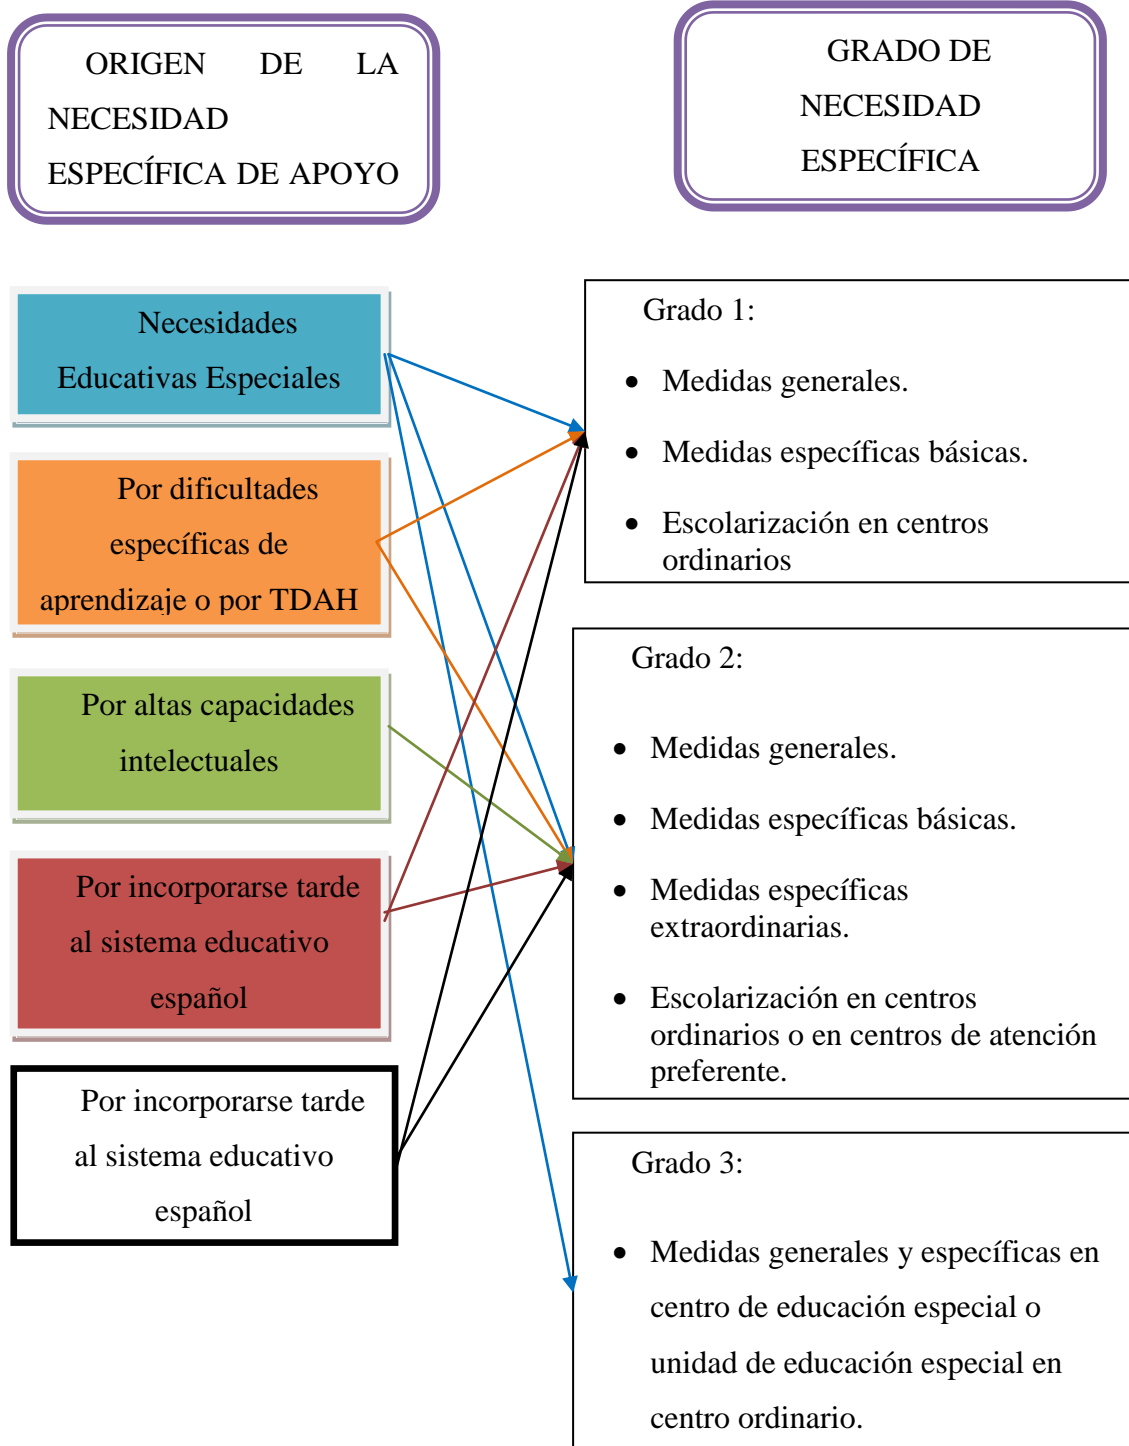 ORIGEN DE LA
NECESIDAD
ESPECÍFICA DE APOYO
GRADO DE
NECESIDAD
ESPECÍFICA
Necesidades
Educativas Especiales
Por dificultades
específicas de
aprendizaje o por TDAH
Por altas capacidades
intelectuales
Por incorporarse tarde
al sistema educativo
español
Por incorporarse tarde
al sistema educativo
español
Grado 1:
• Medidas generales.
• Medidas específicas básicas.
• Escolarización en centros
ordinarios
Grado 2:
• Medidas generales.
• Medidas específicas básicas.
• Medidas específicas
extraordinarias.
• Escolarización en centros
ordinarios o en centros de atención
preferente.
Grado 3:
• Medidas generales y específicas en
centro de educación especial o
unidad de educación especial en
centro ordinario.